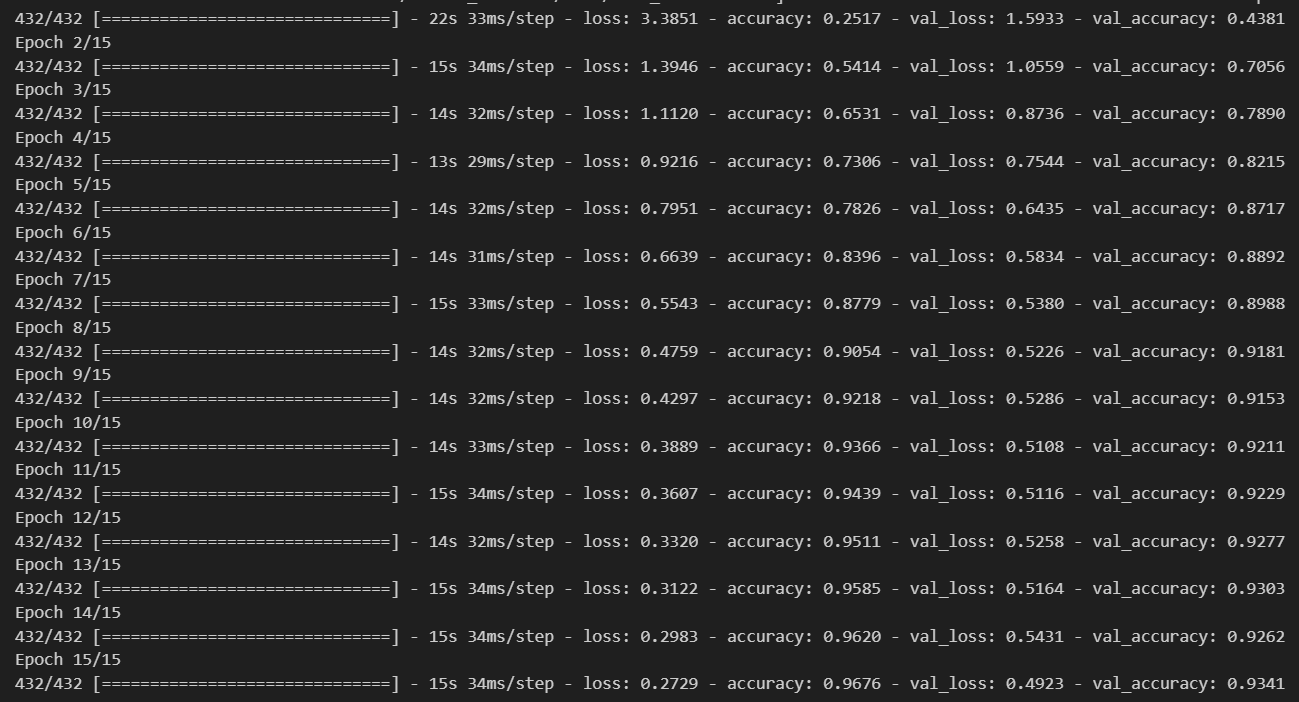 432/432 [==============================] - 22s 33ms/step - loss: 3.3851 - accuracy: 0.2517 - val_loss: 1.5933 - val_accuracy: 0.4381
Epoch 2/15
432/432 [==============================] - 15s 34ms/step - loss: 1.3946 - accuracy: 0.5414 - val_loss: 1.0559 - val_accuracy: 0.7056
Epoch 3/15
432/432 [==============================] - 14s 32ms/step - loss: 1.1120 - accuracy: 0.6531 - val_loss: 0.8736 - val_accuracy: 0.7890
Epoch 4/15
432/432 [==============================] - 13s 29ms/step - loss: 0.9216 - accuracy: 0.7306 - val_loss: 0.7544 - val_accuracy: 0.8215
Epoch 5/15
432/432 [==============================] - 14s 32ms/step - loss: 0.7951 - accuracy: 0.7826 - val_loss: 0.6435 - val_accuracy: 0.8717
Epoch 6/15
432/432 [==============================] - 14s 31ms/step - loss: 0.6639 - accuracy: 0.8396 - val_loss: 0.5834 - val_accuracy: 0.8892
Epoch 7/15
432/432 [==============================] - 15s 33ms/step - loss: 0.5543 - accuracy: 0.8779 - val_loss: 0.5380 - val_accuracy: 0.8988
Epoch 8/15
432/432 [==============================] - 14s 32ms/step - loss: 0.4759 - accuracy: 0.9054 - val_loss: 0.5226 - val_accuracy: 0.9181
Epoch 9/15
432/432 [==============================] - 14s 32ms/step - loss: 0.4297 - accuracy: 0.9218 - val_loss: 0.5286 - val_accuracy: 0.9153
Epoch 10/15
432/432 [==============================] - 14s 33ms/step - loss: 0.3889 - accuracy: 0.9366 - val_loss: 0.5108 - val_accuracy: 0.9211
Epoch 11/15
432/432 [==============================] - 15s 34ms/step - loss: 0.3607 - accuracy: 0.9439 - val_loss: 0.5116 - val_accuracy: 0.9229
Epoch 12/15
432/432 [==============================] - 14s 32ms/step - loss: 0.3320 - accuracy: 0.9511 - val_loss: 0.5258 - val_accuracy: 0.9277
Epoch 13/15
432/432 [==============================] - 15s 34ms/step - loss: 0.3122 - accuracy: 0.9585 - val_loss: 0.5164 - val_accuracy: 0.9303
Epoch 14/15
432/432 [==============================] - 15s 34ms/step - loss: 0.2983 - accuracy: 0.9620 - val_loss: 0.5431 - val_accuracy: 0.9262
Epoch 15/15
432/432 [==============================] - 15s 34ms/step - loss: 0.2729 - accuracy: 0.9676 - val_loss: 0.4923 - val_accuracy: 0.9341